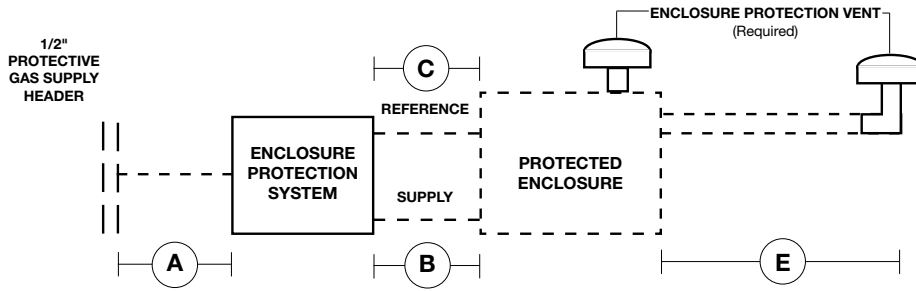 ENCLOSURE PROTECTION VENT
(Required)
1/2"
PROTECTIVE
GAS SUPPLY
HEADER
C
REFERENCE
ENCLOSURE
PROTECTION
SYSTEM
PROTECTED
ENCLOSURE
SUPPLY
A
B
E